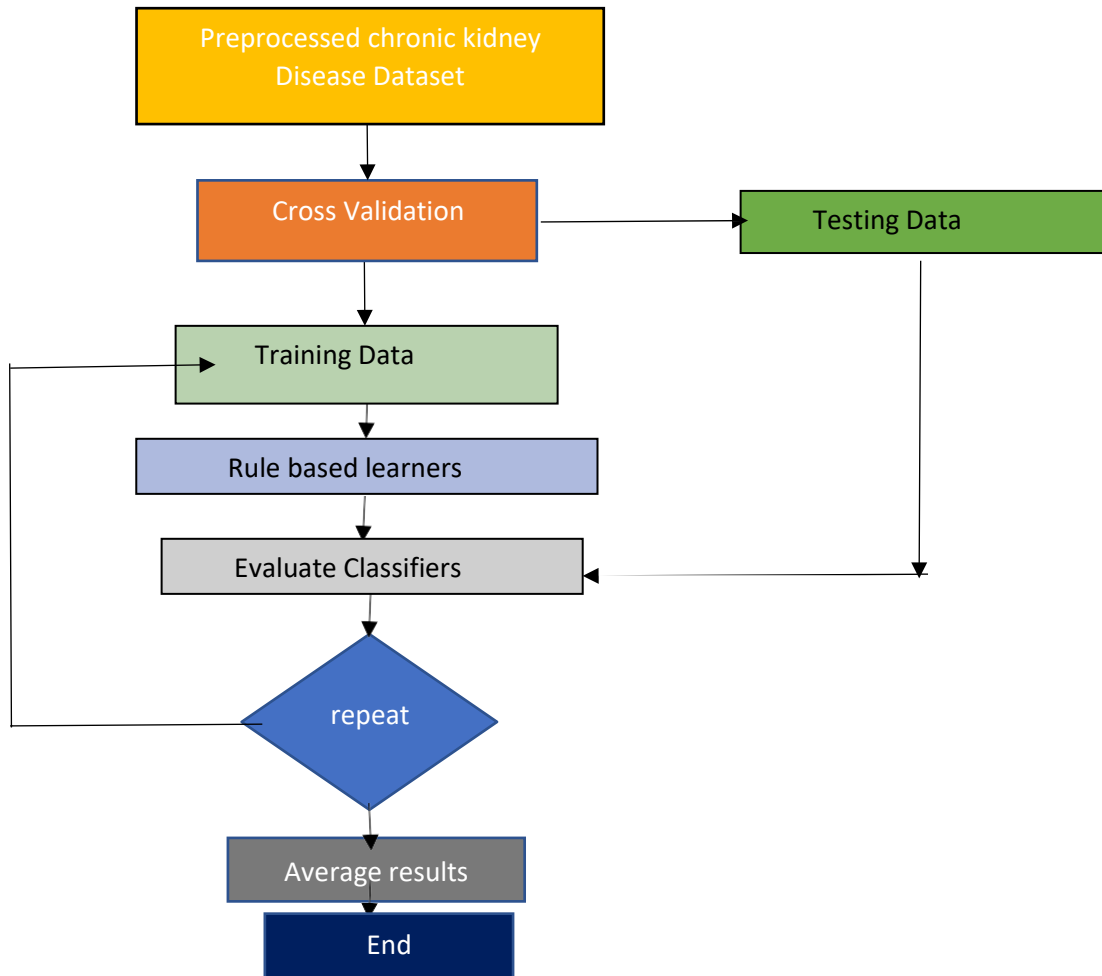 Preprocessed chronic kidney
Disease Dataset
Cross Validation
Testing Data
Training Data
Rule based learners
Evaluate Classifiers
repeat
Average results
End